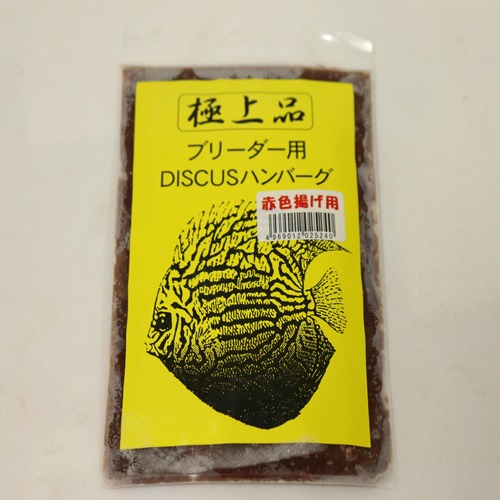 極上品
ブリーダー用
DISCUSハンバーグ
赤色揚げ用
4969012025240